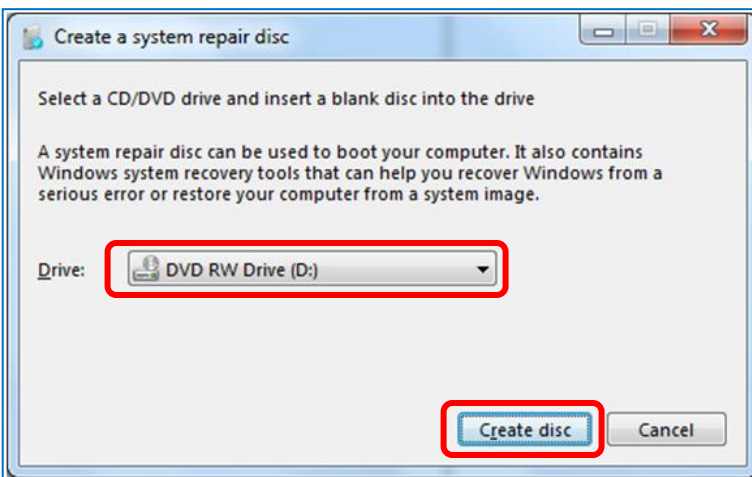 Create a system repair disc
Select a CD/DVD drive and insert a blank disc into the drive
A system repair disc can be used to boot your computer. It also contains
Windows system recovery tools that can help you recover Windows from a
serious error or restore your computer from a system image.
Drive: DVD RW Drive (D:)
Create disc Cancel